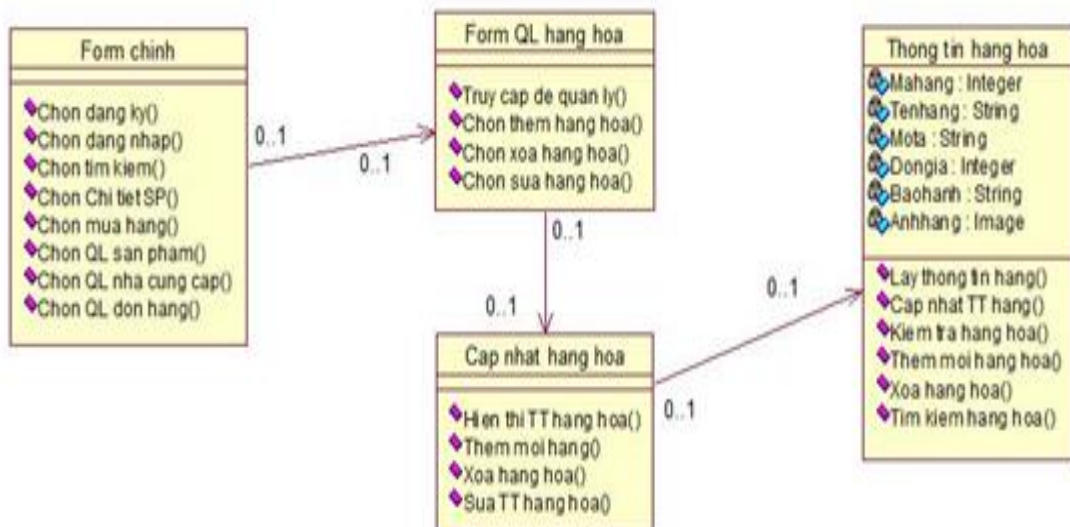 Form chinh
Chon dang ky()
Chon dang nhap()
Chon tim kiem()
Chon Chi tiet SP()
Chon mua hang()
Chon QL san pham()
Chon QL nha cung cap()
Chon QL don hang()
0..1
0..1
Form QL hang hoa
Truy cap de quan ly()
Chon them hang hoa()
Chon xoa hang hoa()
Chon sua hang hoa()
0..1
0..1
Cap nhat hang hoa
Hien thi TT hang hoa()
Them moi hang()
Xoa hang hoa()
Sua TT hang hoa()
0..1
0..1
Thong tin hang hoa
Mahang : Integer
Tenhang : String
Mota : String
Dongia : Integer
Baohanh : String
Anhhang : Image
Lay thong tin hang()
Cap nhat TT hang()
Kiem tra hang hoa()
Them moi hang hoa()
Xoa hang hoa()
Tim kiem hang hoa()